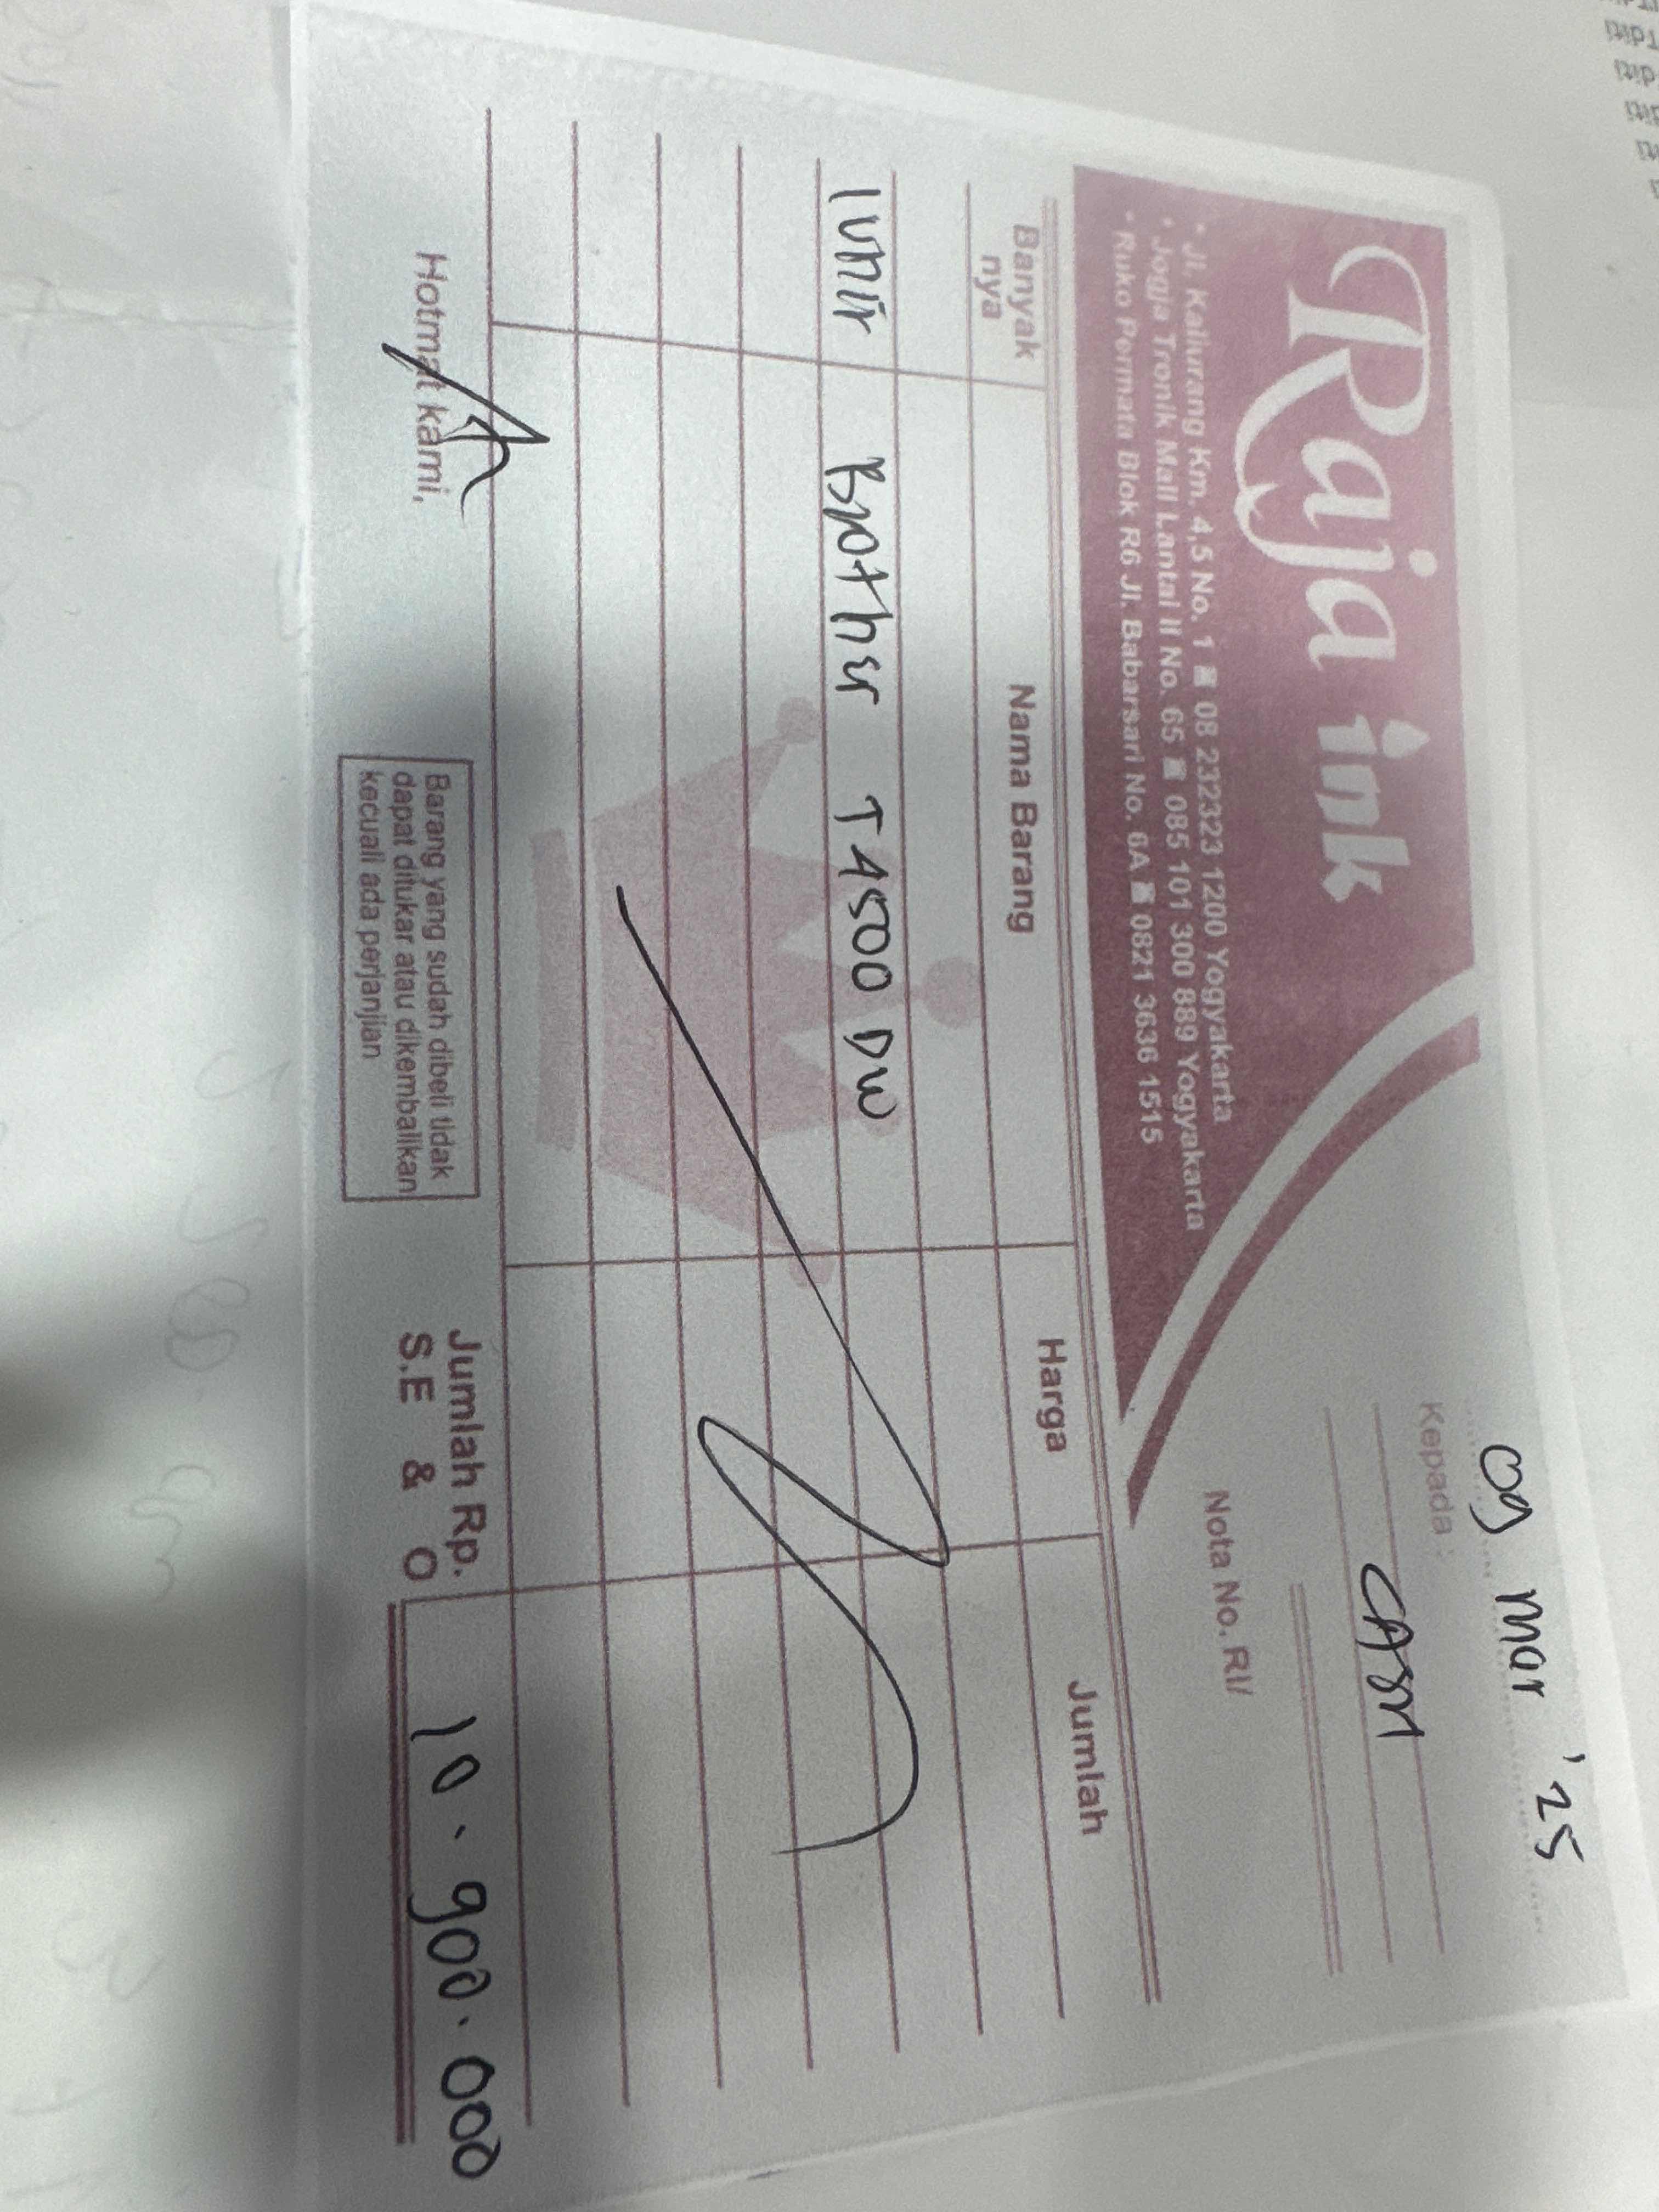 Raja ink
• Jl. Kaliurang Km. 4,5 No. 1 08 232323 1200 Yogyakarta
• Jogja Tronik Mall Lantai II No. 65 085 101 300 889 Yogyakarta
• Ruko Permata Blok R6 Jl. Babarsari No. 6A 0821 3636 1515
mar '25
Kepada :
CASH
Nota No. RI/
Banyak nya Nama Barang Harga Jumlah
1 unit Brother T4500 DW
Hotmat kami,
Barang yang sudah dibeli tidak
dapat ditukar atau dikembalikan
kecuali ada perjanjian
Jumlah Rp. 10.900.000
S.E & O